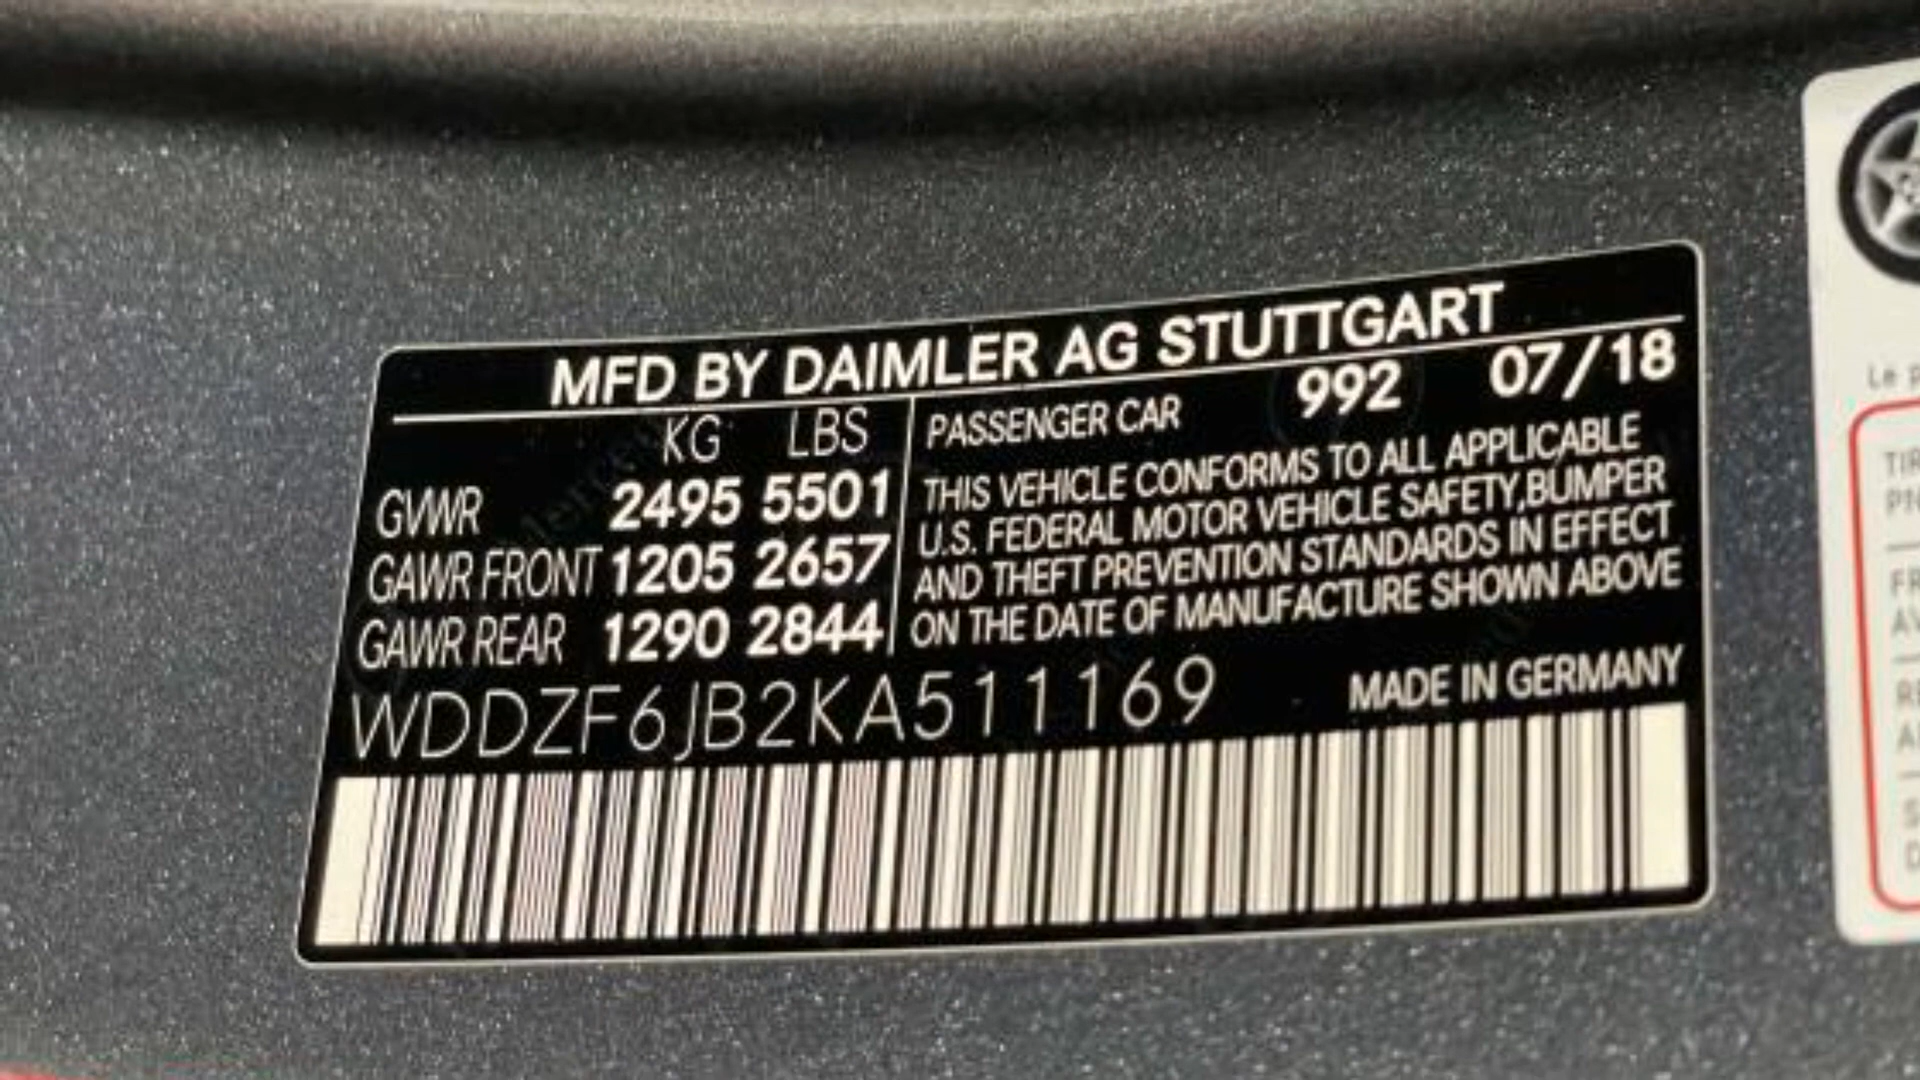 MFD BY DAIMLER AG STUTTGART
KG LBS
GVWR 2495 5501
GAWR FRONT 1205 2657
GAWR REAR 1290 2844
PASSENGER CAR 992 07/18
THIS VEHICLE CONFORMS TO ALL APPLICABLE
U.S. FEDERAL MOTOR VEHICLE SAFETY,BUMPER
AND THEFT PREVENTION STANDARDS IN EFFECT
ON THE DATE OF MANUFACTURE SHOWN ABOVE
WDDZF6JB2KA511169 MADE IN GERMANY
Le